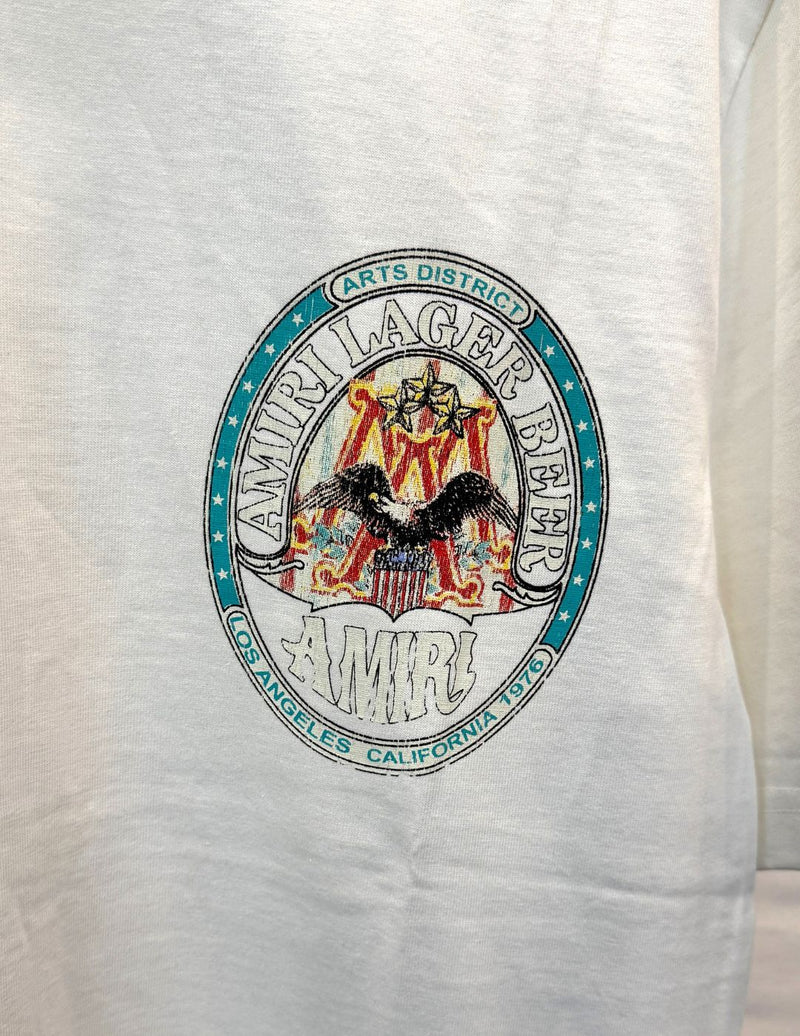 ARTS DISTRICT
AMIRI LAGER BEER
AMIRI
LOS ANGELES CALIFORNIA 1976